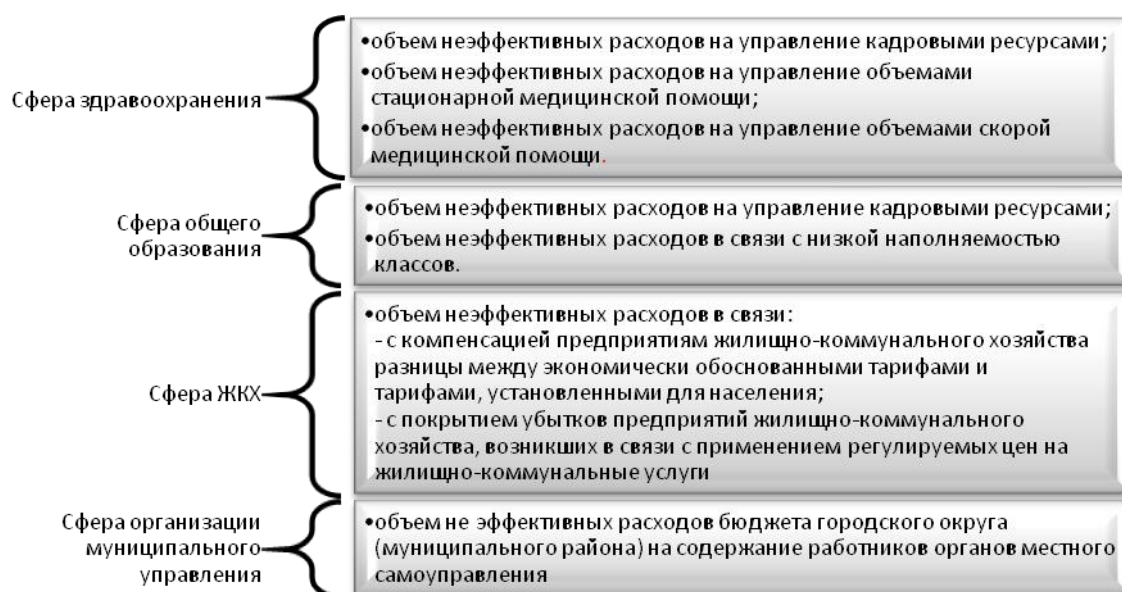 Сфера здравоохранения
•объем неэффективных расходов на управление кадровыми ресурсами;
•объем неэффективных расходов на управление объемами
стационарной медицинской помощи;
•объем неэффективных расходов на управление объемами скорой
медицинской помощи.
Сфера общего
образования
•объем неэффективных расходов на управление кадровыми ресурсами;
•объем неэффективных расходов в связи с низкой наполняемостью
классов.
Сфера ЖКХ
•объем неэффективных расходов в связи:
- с компенсацией предприятиям жилищно-коммунального хозяйства
разницы между экономически обоснованными тарифами и
тарифами, установленными для населения;
- с покрытием убытков предприятий жилищно-коммунального
хозяйства, возникших в связи с применением регулируемых цен на
жилищно-коммунальные услуги
Сфера организации
муниципального
управления
•объем не эффективных расходов бюджета городского округа
(муниципального района) на содержание работников органов местного
самоуправления